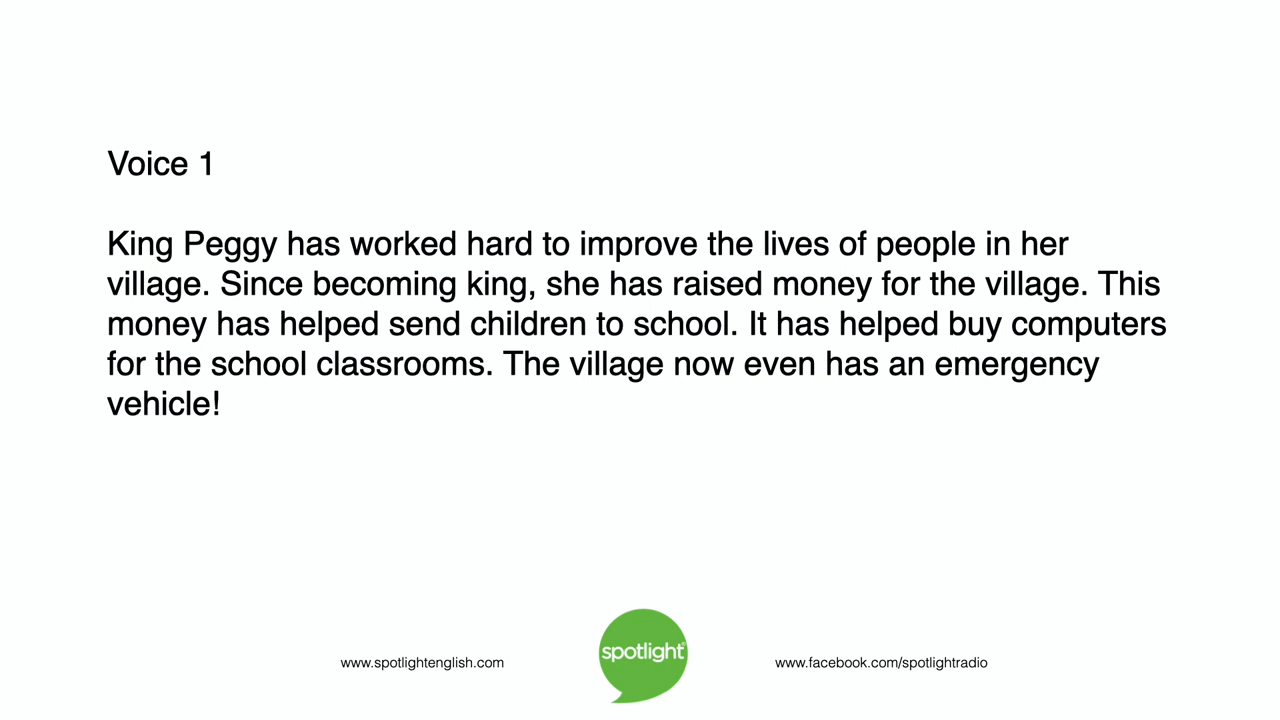 Voice 1
King Peggy has worked hard to improve the lives of people in her
village. Since becoming king, she has raised money for the village. This
money has helped send children to school. It has helped buy computers
for the school classrooms. The village now even has an emergency
vehicle!
www.spotlightenglish.com
spotlight®
www.facebook.com/spotlightradio